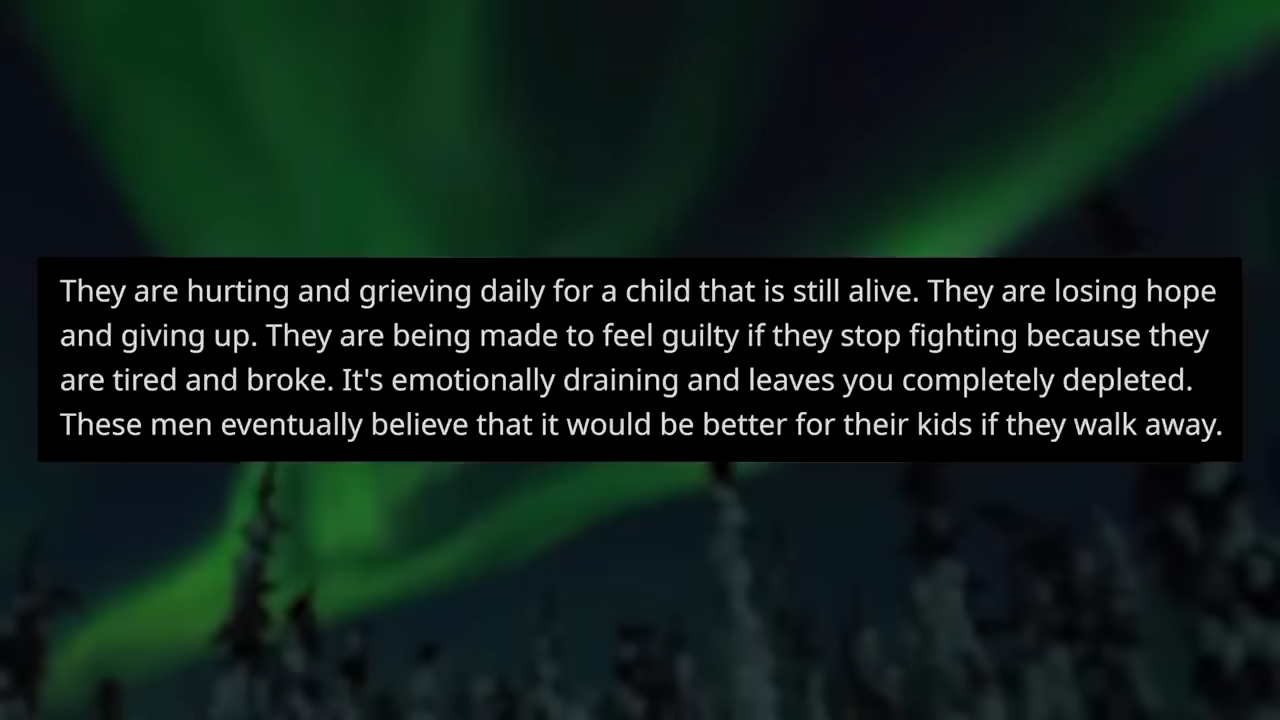 They are hurting and grieving daily for a child that is still alive. They are losing hope
and giving up. They are being made to feel guilty if they stop fighting because they
are tired and broke. It's emotionally draining and leaves you completely depleted.
These men eventually believe that it would be better for their kids if they walk away.